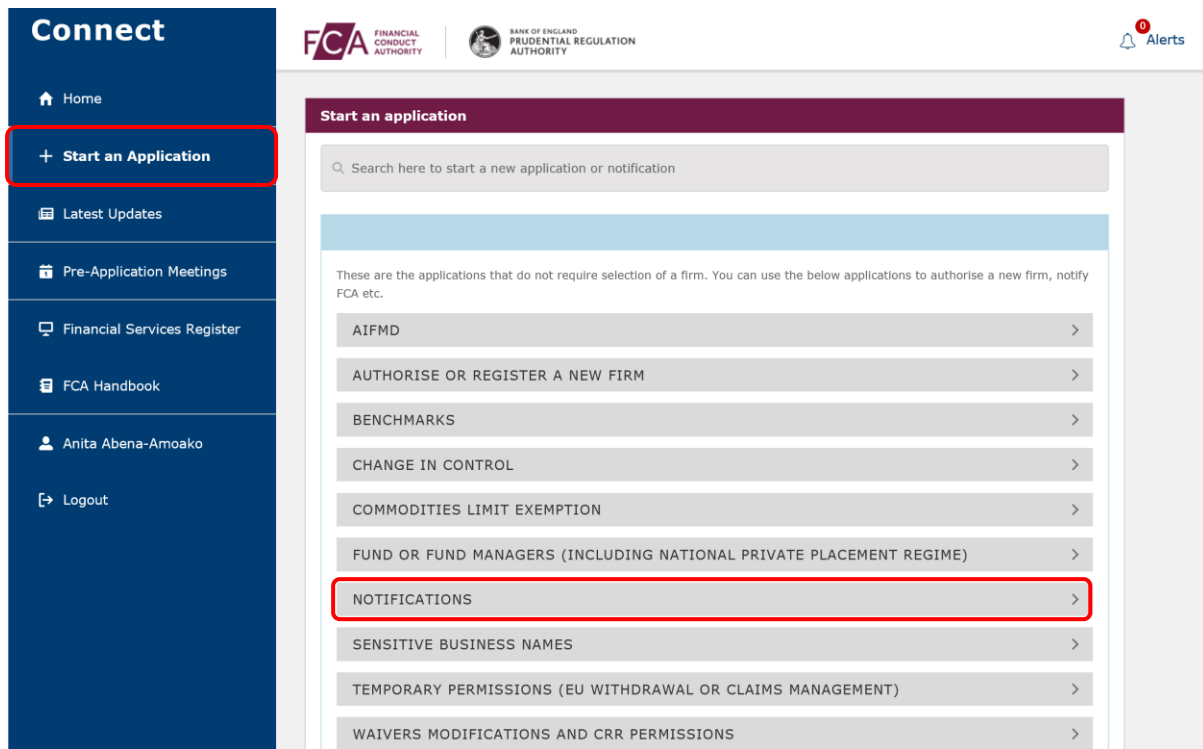 Connect
Home
Start an Application
Latest Updates
Pre-Application Meetings
Financial Services Register
FCA Handbook
Anita Abena-Amoako
Logout
FCA FINANCIAL
CONDUCT
AUTHORITY
BANK OF ENGLAND
PRUDENTIAL REGULATION
AUTHORITY
0
Alerts
Start an application
Search here to start a new application or notification
These are the applications that do not require selection of a firm. You can use the below applications to authorise a new firm, notify
FCA etc.
AIFMD
AUTHORISE OR REGISTER A NEW FIRM
BENCHMARKS
CHANGE IN CONTROL
COMMODITIES LIMIT EXEMPTION
FUND OR FUND MANAGERS (INCLUDING NATIONAL PRIVATE PLACEMENT REGIME)
NOTIFICATIONS
SENSITIVE BUSINESS NAMES
TEMPORARY PERMISSIONS (EU WITHDRAWAL OR CLAIMS MANAGEMENT)
WAIVERS MODIFICATIONS AND CRR PERMISSIONS